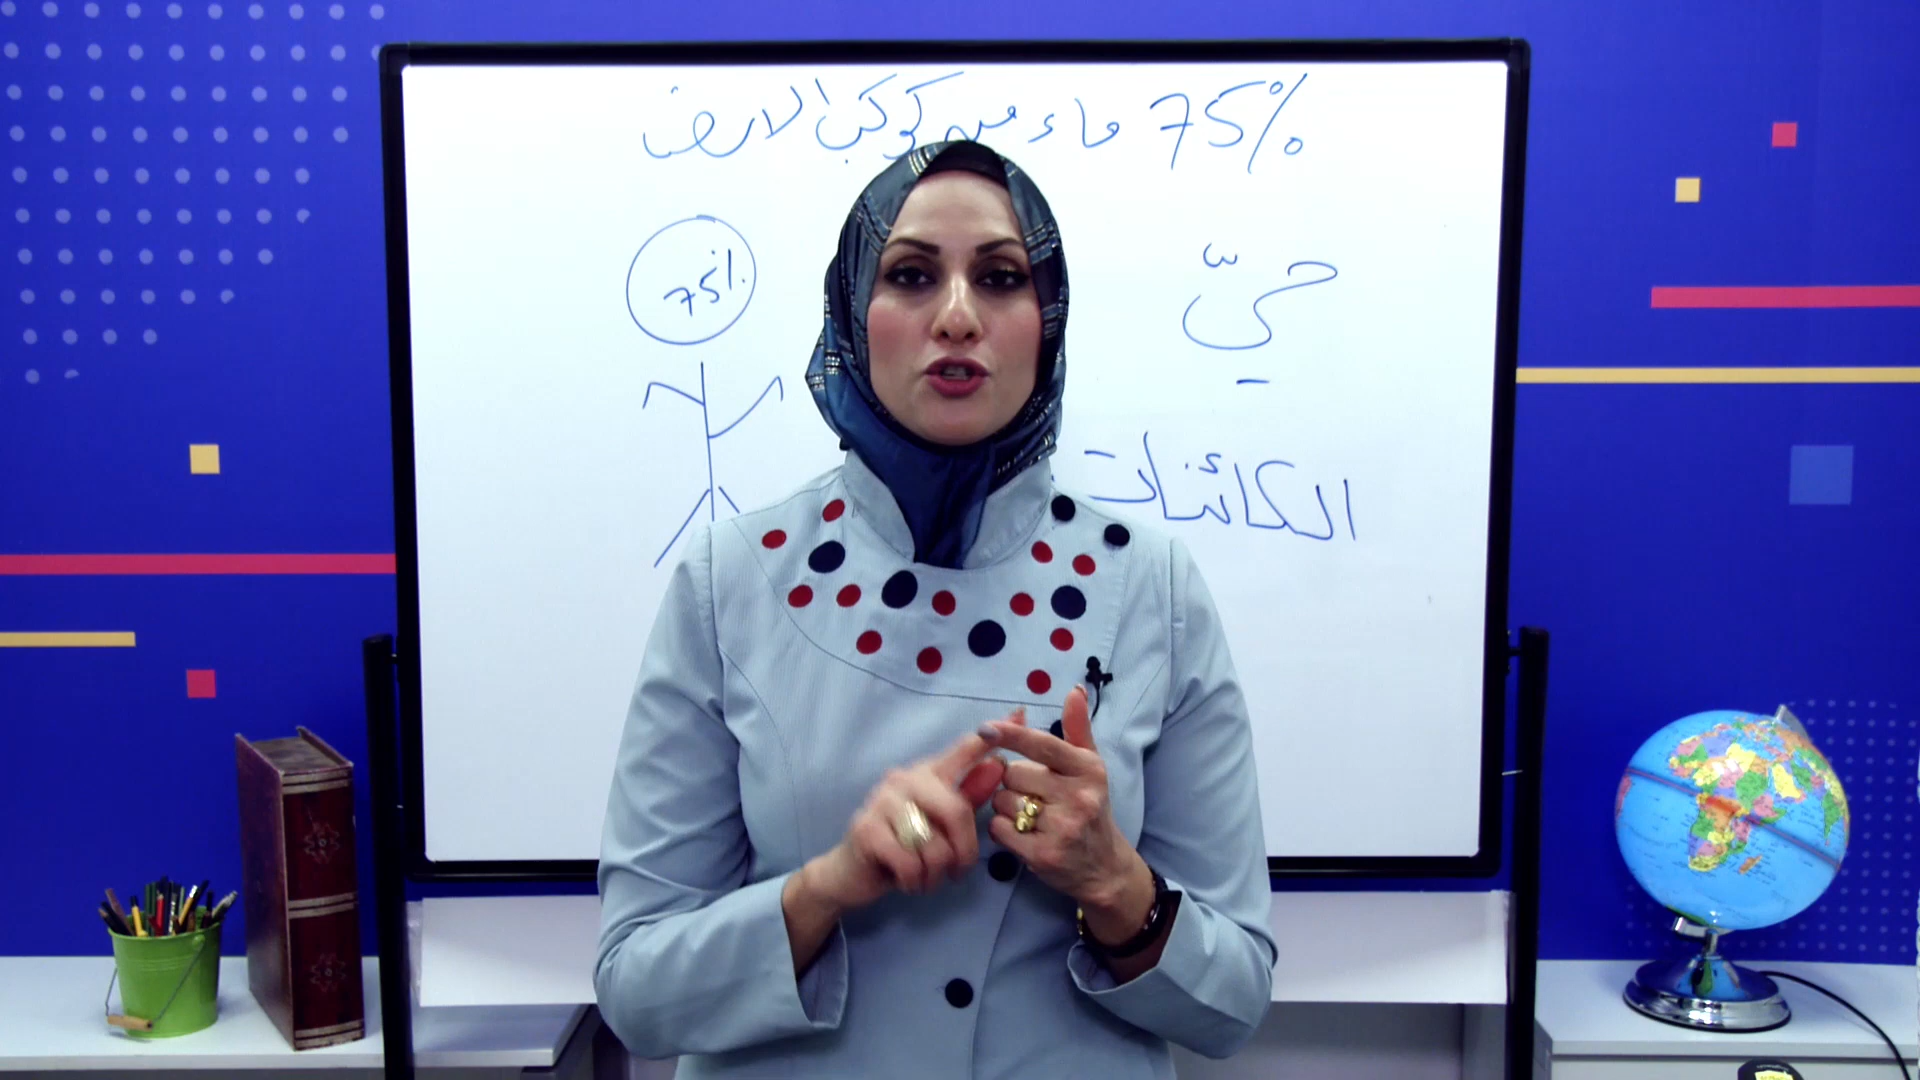 75% ماء من كوكب الارض
حيّ
75%
الكائنات